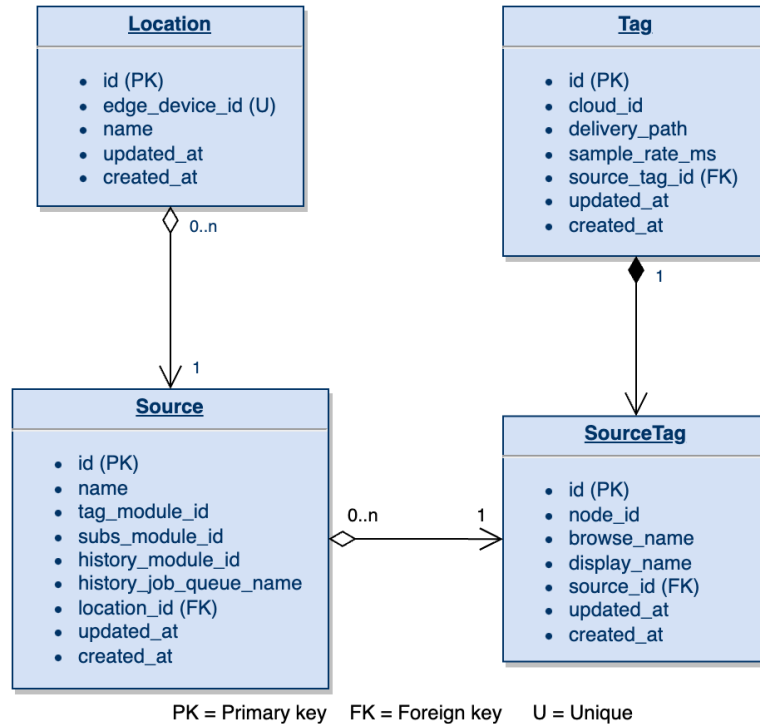 Location
• id (PK)
• edge_device_id (U)
• name
• updated_at
• created_at
Tag
• id (PK)
• cloud_id
• delivery_path
• sample_rate_ms
• source_tag_id (FK)
• updated_at
• created_at
0..n
1
1
Source
• id (PK)
• name
• tag_module_id
• subs_module_id
• history_module_id
• history_job_queue_name
• location_id (FK)
• updated_at
• created_at
0..n
1
SourceTag
• id (PK)
• node_id
• browse_name
• display_name
• source_id (FK)
• updated_at
• created_at
PK = Primary key FK = Foreign key U = Unique